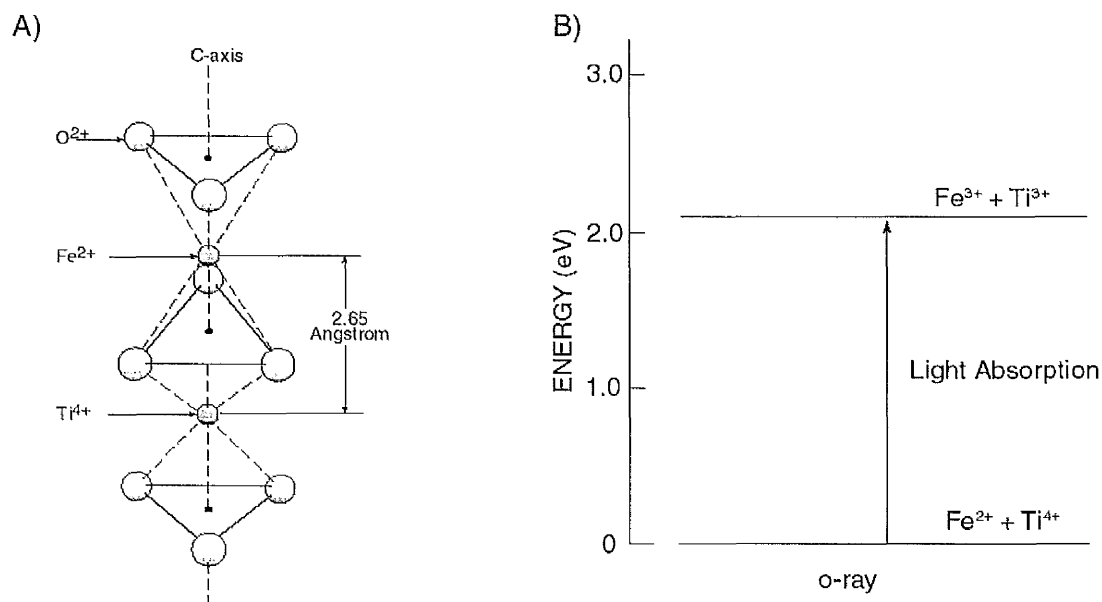 A)
C-axis
O²⁺
Fe²⁺
2.65
Angstrom
Ti⁴⁺
B)
3.0
2.0
1.0
0
ENERGY (eV)
Fe³⁺ + Ti³⁺
Light Absorption
Fe²⁺ + Ti⁴⁺
o-ray